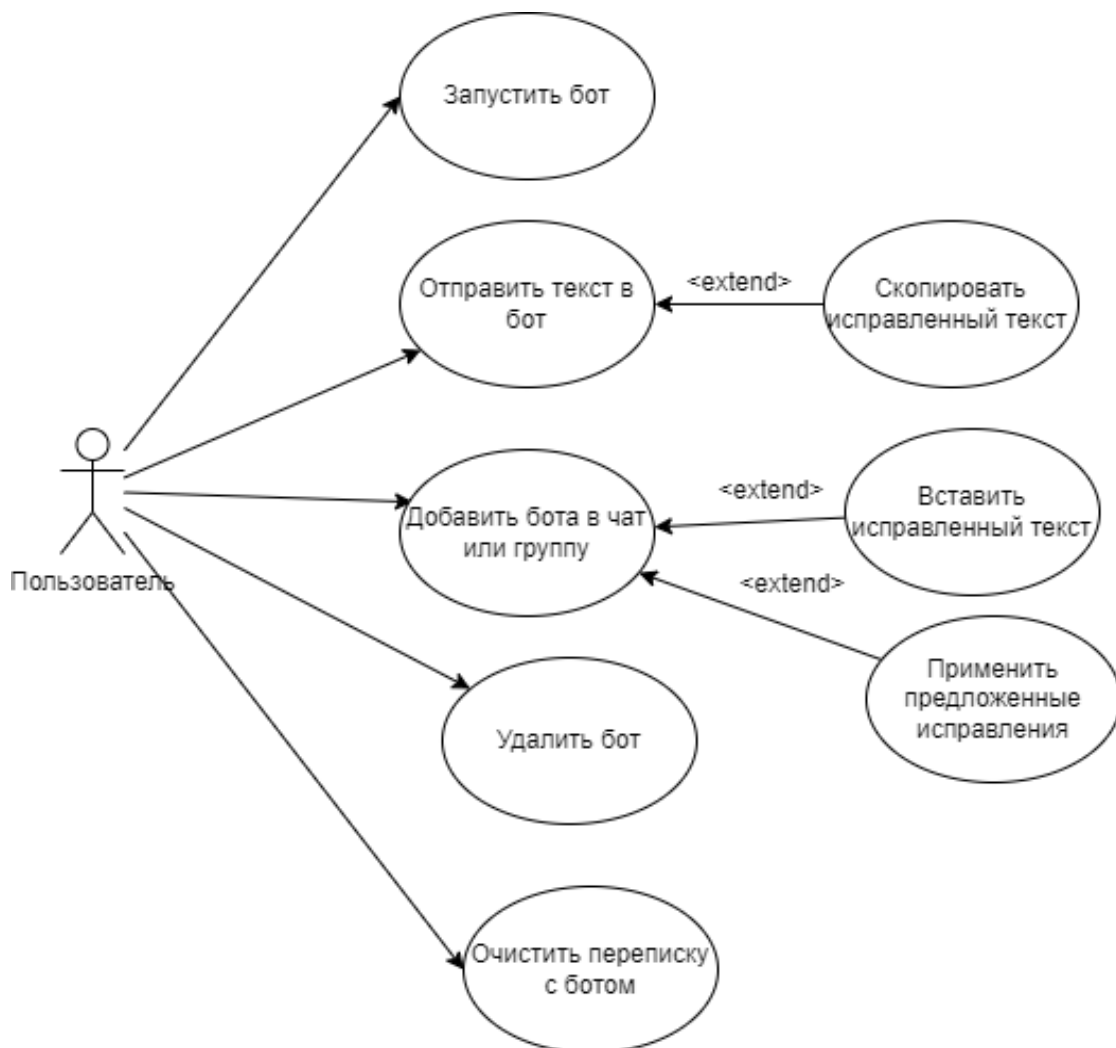 Запустить бот
Отправить текст в
бот
<extend>
Скопировать
исправленный текст
Пользователь
Добавить бота в чат
или группу
<extend>
Вставить
исправленный текст
<extend>
Применить
предложенные
исправления
Удалить бот
Очистить переписку
с ботом